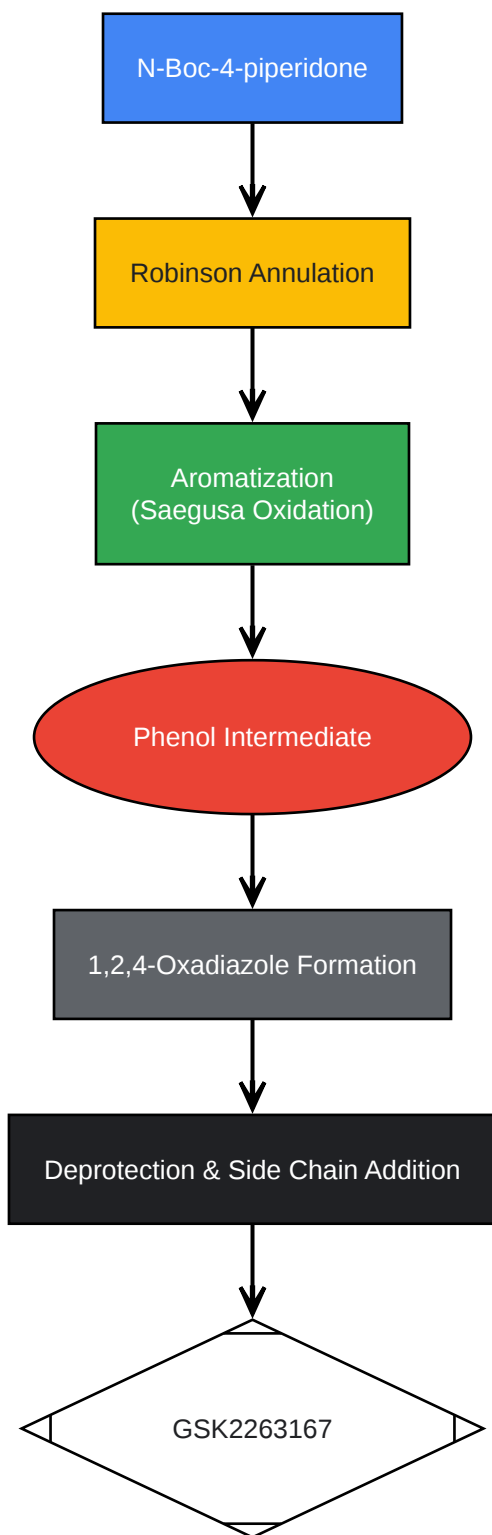 N-Boc-4-piperidone
Robinson Annulation
Aromatization
(Saegusa Oxidation)
Phenol Intermediate
1,2,4-Oxadiazole Formation
Deprotection & Side Chain Addition
GSK2263167